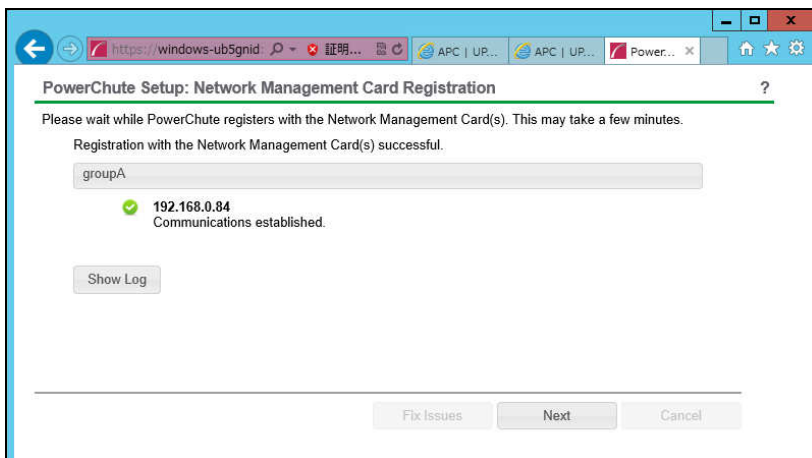 https://windows-ub5gnid:
証明...
APC | UP...
APC | UP...
Power...
PowerChute Setup: Network Management Card Registration
?
Please wait while PowerChute registers with the Network Management Card(s). This may take a few minutes.
Registration with the Network Management Card(s) successful.
groupA
192.168.0.84
Communications established.
Show Log
Fix Issues
Next
Cancel